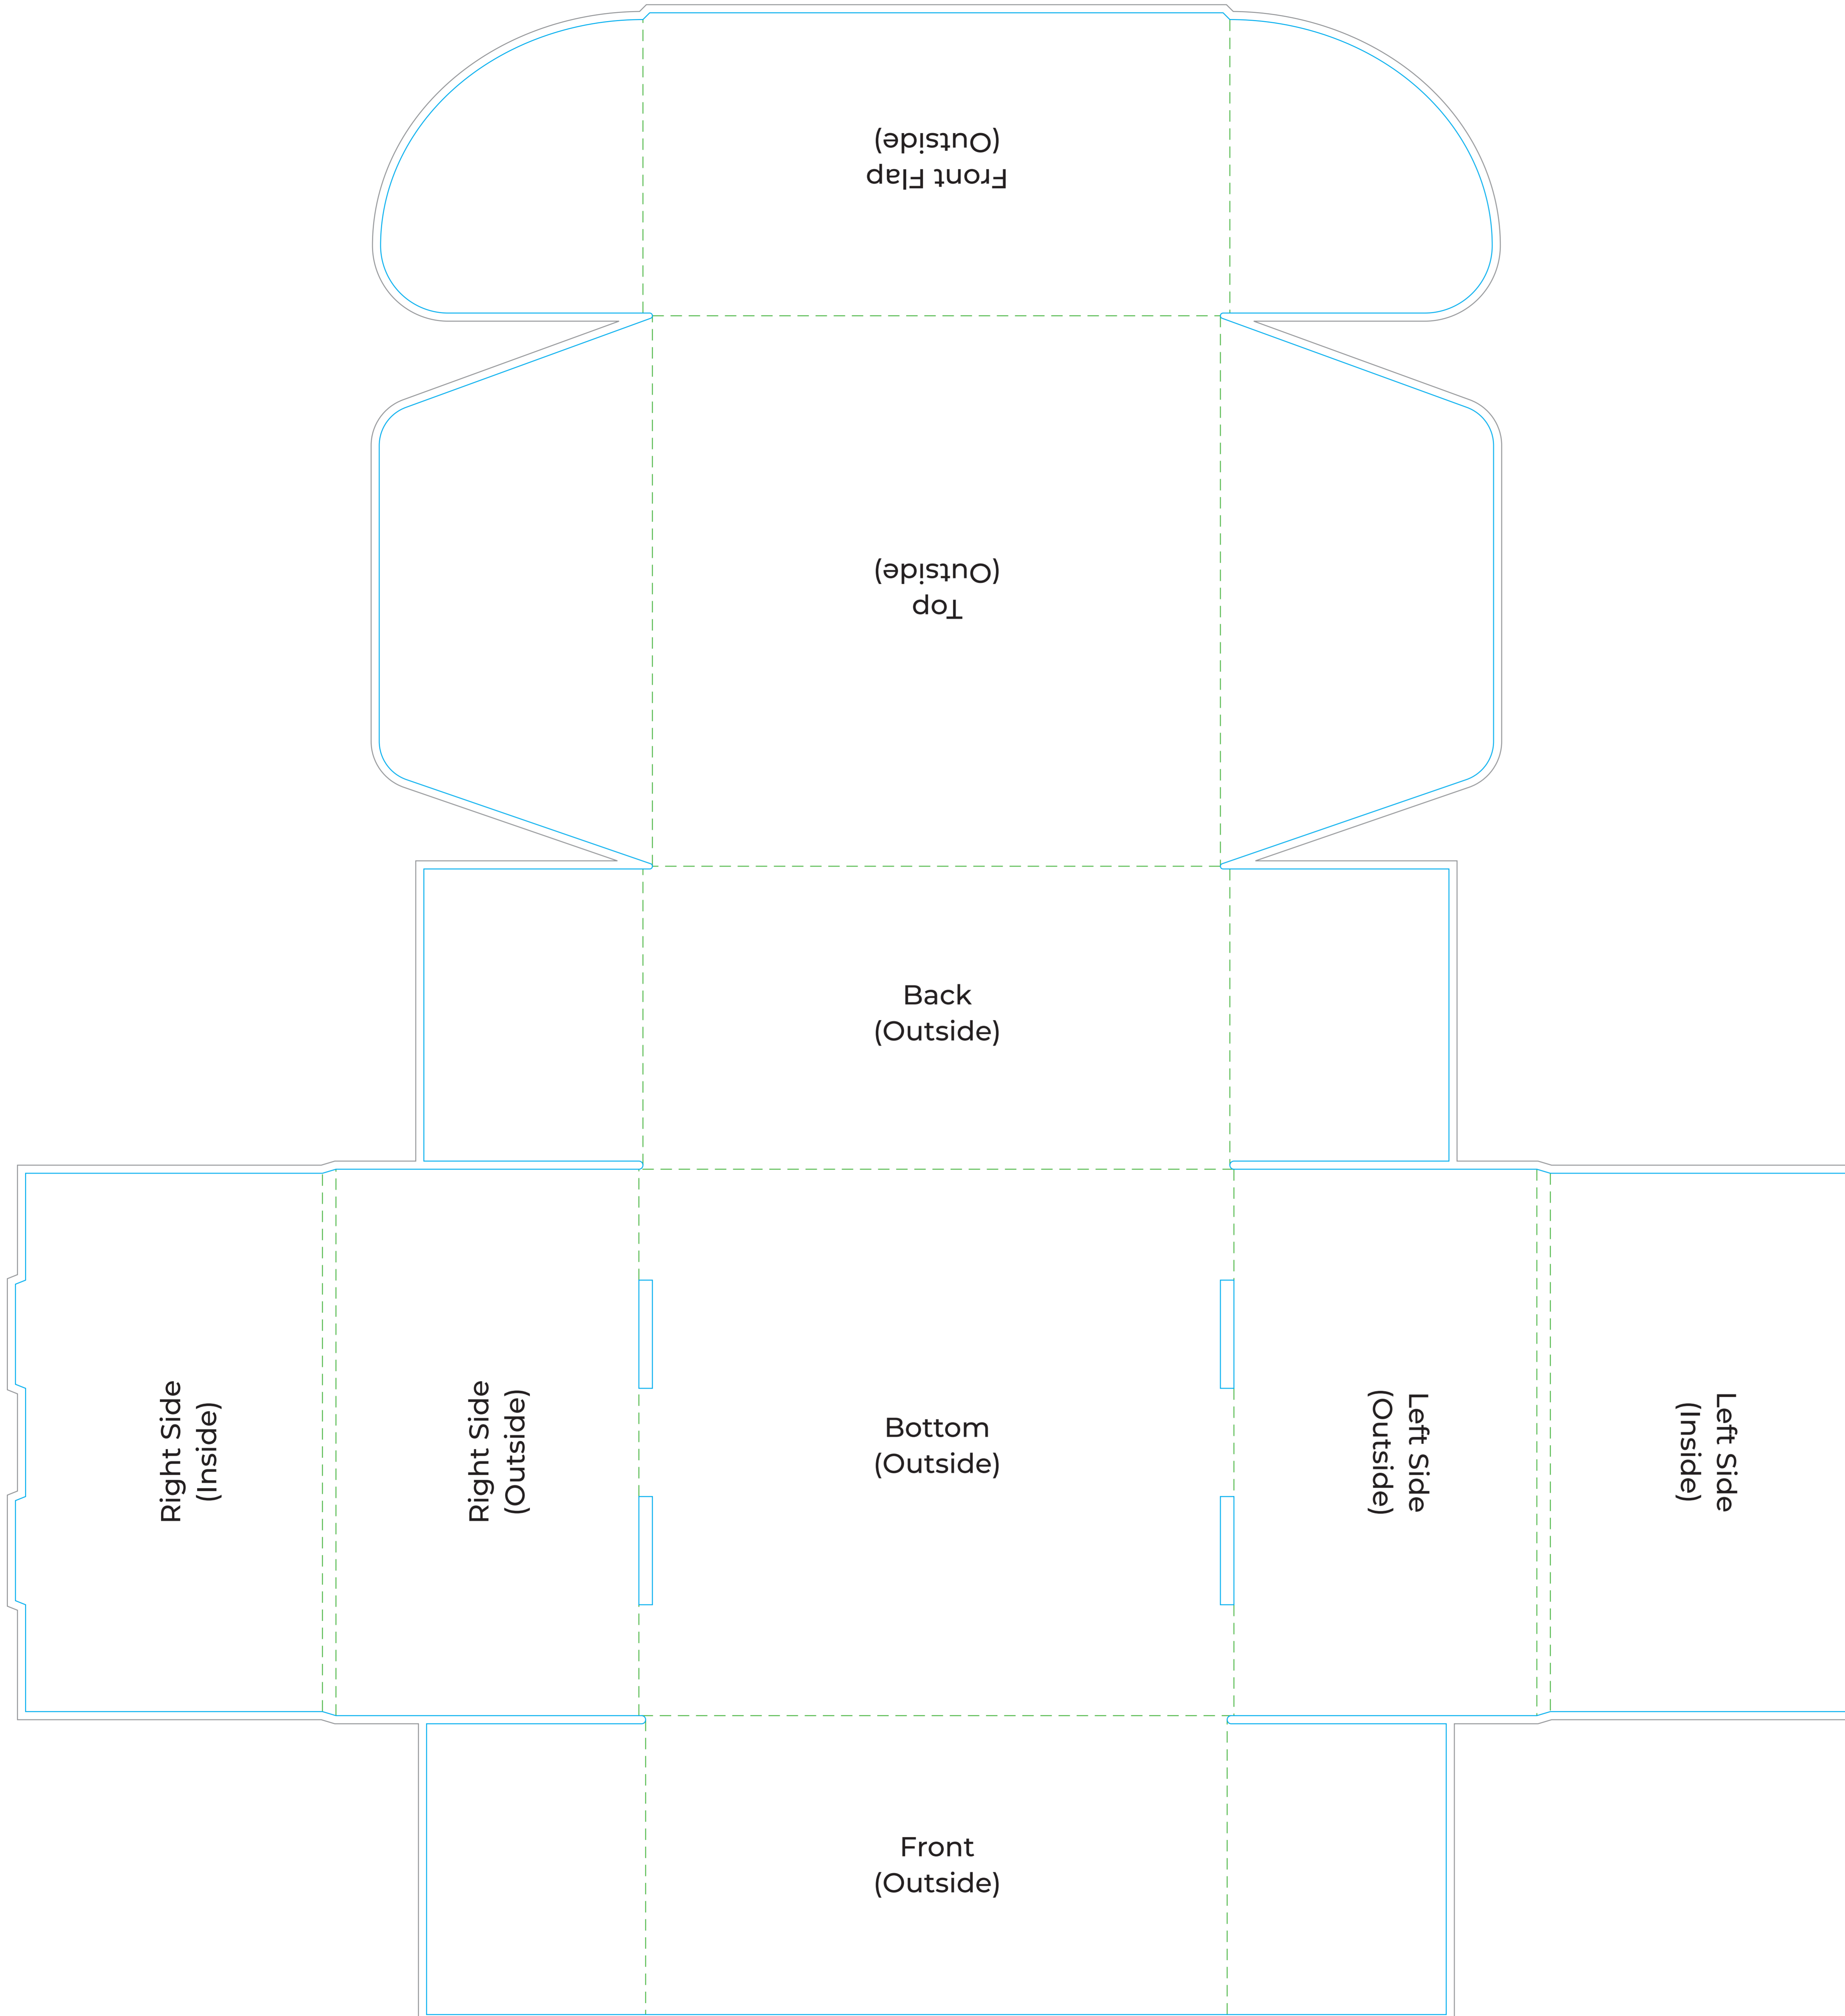 Front Flap
(Outside)
Top
(Outside)
Back
(Outside)
Right Side
(Inside)
Right Side
(Outside)
Bottom
(Outside)
Left Side
(Outside)
Left Side
(Inside)
Front
(Outside)